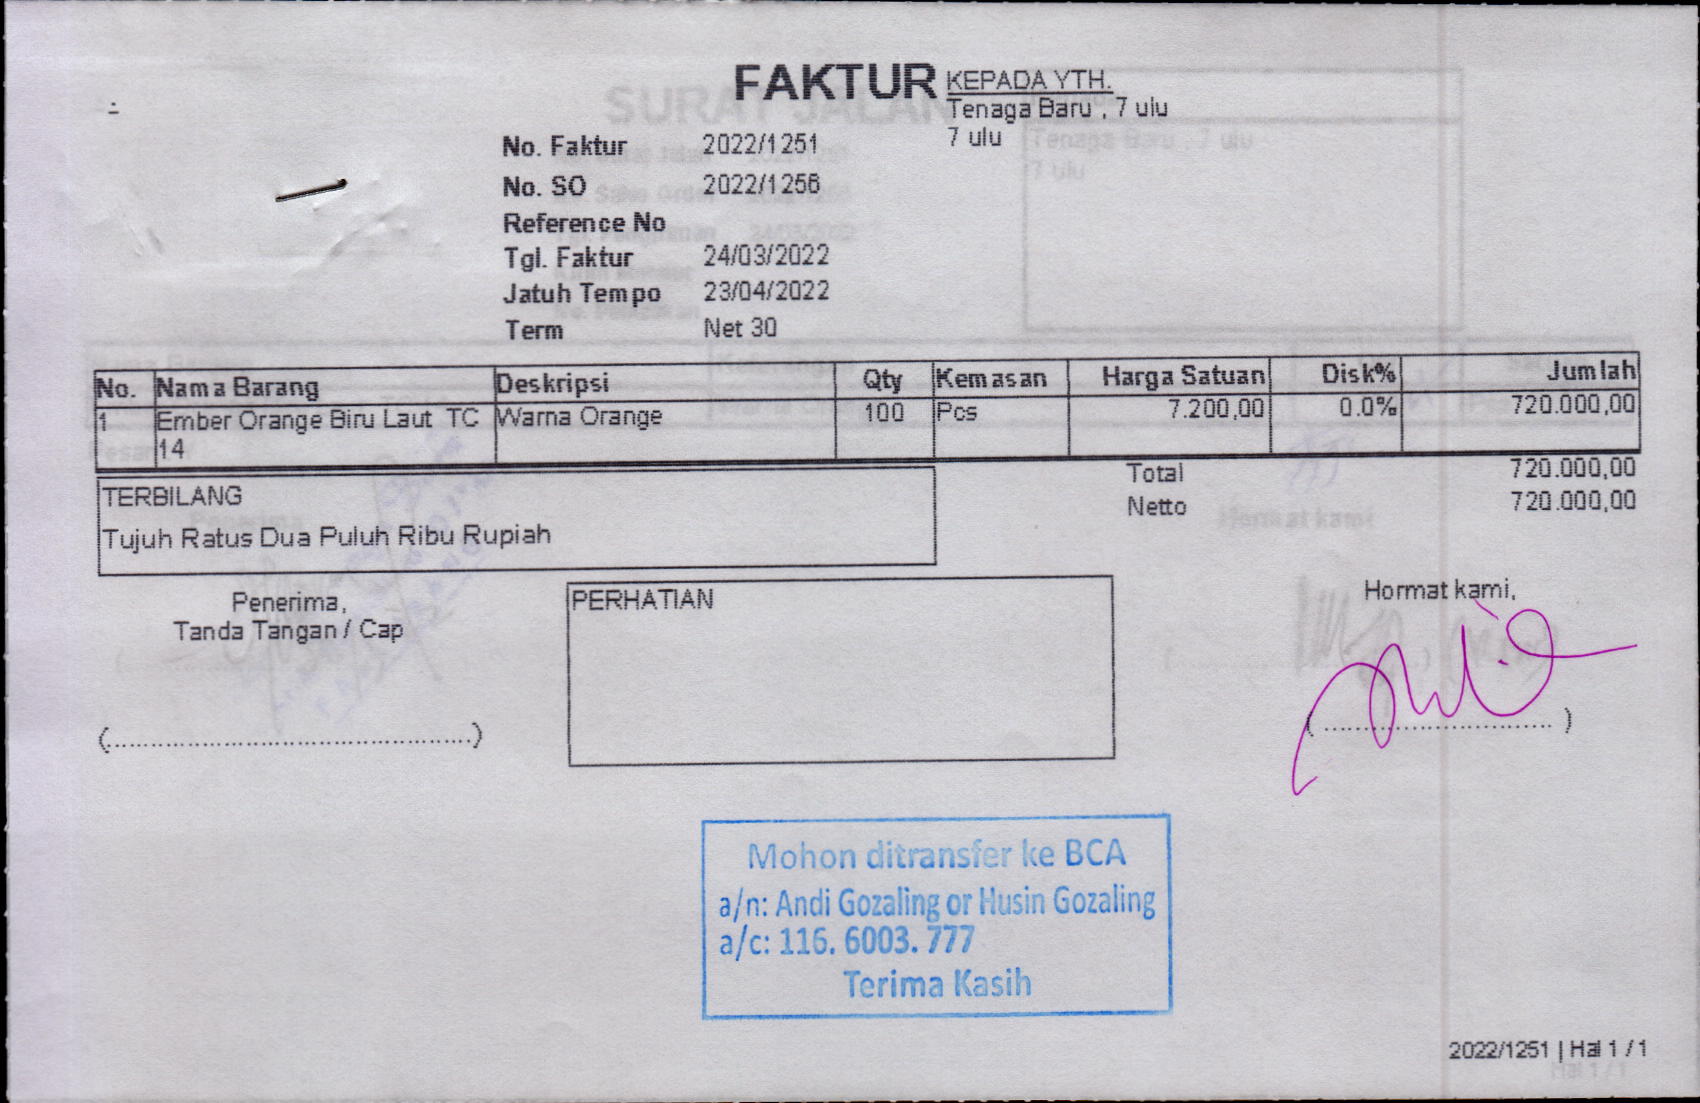 FAKTUR
KEPADA YTH.
Tenaga Baru , 7 ulu
7 ulu
No. Faktur 2022/1251
No. SO 2022/1256
Reference No
Tgl. Faktur 24/03/2022
Jatuh Tempo 23/04/2022
Term Net 30
No. Nama Barang Deskripsi Qty Kemasan Harga Satuan Disk% Jumlah
1 Ember Orange Biru Laut TC Warna Orange 100 Pcs 7.200,00 0.0% 720.000,00
14
Total 720.000,00
Netto 720.000,00
TERBILANG
Tujuh Ratus Dua Puluh Ribu Rupiah
Penerima,
Tanda Tangan / Cap
(................................................)
PERHATIAN
Hormat kami,
(.............................)
Mohon ditransfer ke BCA
a/n: Andi Gozaling or Husin Gozaling
a/c: 116. 6003. 777
Terima Kasih
2022/1251 | Hal 1 / 1